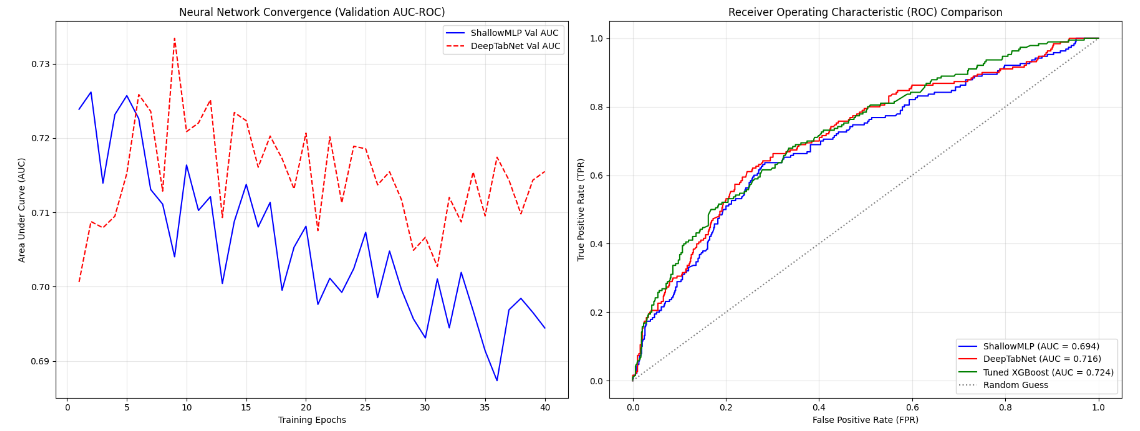 Neural Network Convergence (Validation AUC-ROC)
ShallowMLP Val AUC
DeepTabNet Val AUC
Area Under Curve (AUC)
0.73
0.72
0.71
0.70
0.69
0 5 10 15 20 25 30 35 40
Training Epochs
Receiver Operating Characteristic (ROC) Comparison
True Positive Rate (TPR)
1.0
0.8
0.6
0.4
0.2
0.0
ShallowMLP (AUC = 0.694)
DeepTabNet (AUC = 0.716)
Tuned XGBoost (AUC = 0.724)
Random Guess
0.0 0.2 0.4 0.6 0.8 1.0
False Positive Rate (FPR)